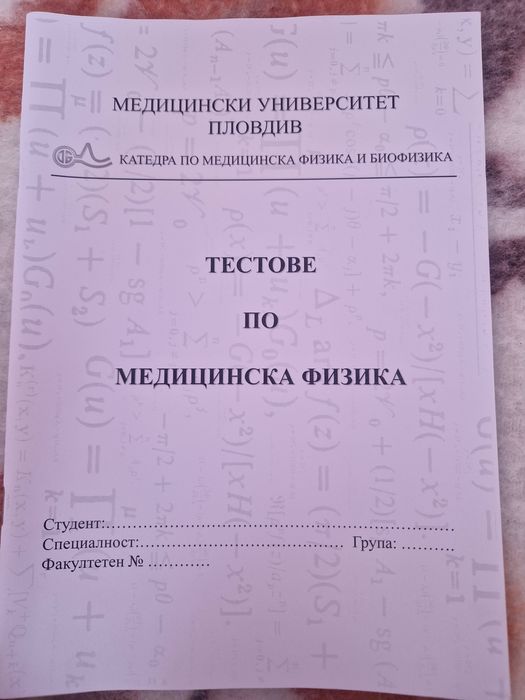 МЕДИЦИНСКИ УНИВЕРСИТЕТ
ПЛОВДИВ
КАТЕДРА ПО МЕДИЦИНСКА ФИЗИКА И БИОФИЗИКА
ТЕСТОВЕ
ПО
МЕДИЦИНСКА ФИЗИКА
Студент:..................................................................
Специалност:....................................... Група: ..........
Факултетен № ............